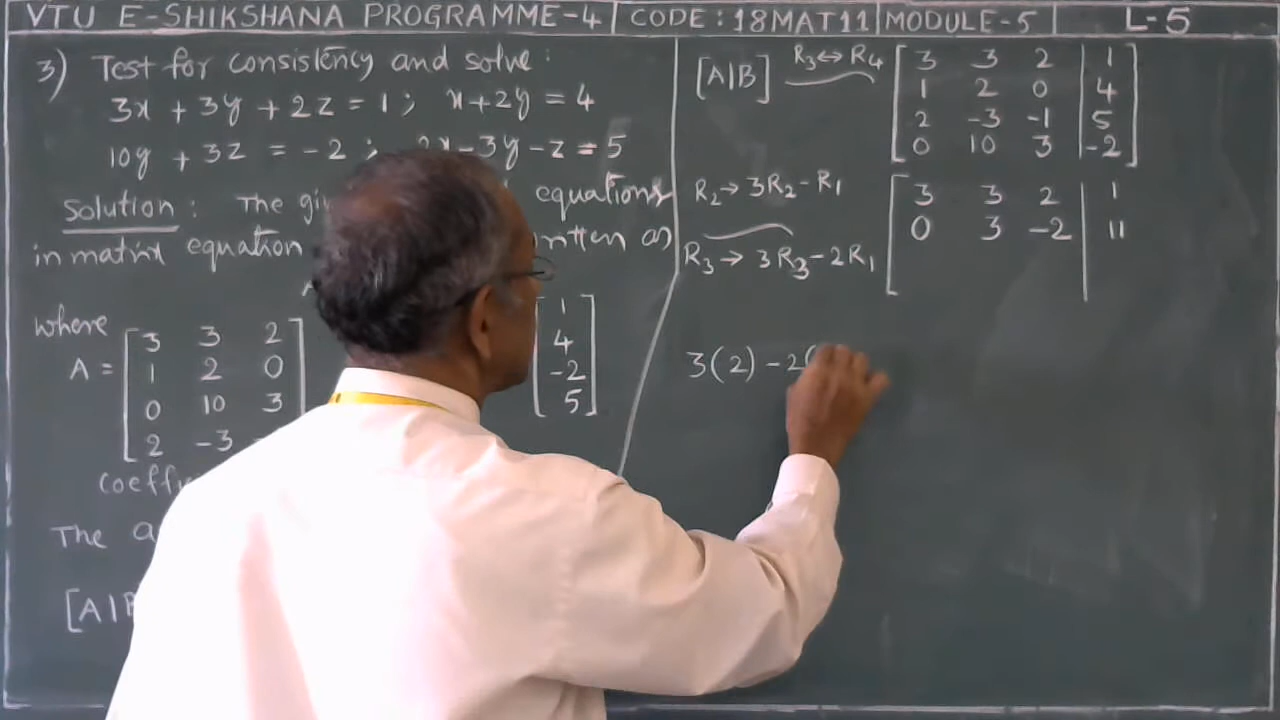 VTU E-SHIKSHANA PROGRAMME-4 | CODE : 18MAT11 | MODULE-5 | L-5
3) Test for consistency and solve :
3x + 3y + 2z = 1 ; x + 2y = 4
10y + 3z = -2 ; 2x - 3y - z = 5
Solution : The equations
in matrix equation as
where
A = [ 3 3 2
1 2 0
0 10 3
2 -3
1
4
-2
5 ]
The
[A|B
[A|B] R3 ↔ R4 [ 3 3 2 | 1
1 2 0 | 4
2 -3 -1 | 5
0 10 3 | -2 ]
R2 → 3R2 - R1
R3 → 3R3 - 2R1
[ 3 3 2 | 1
0 3 -2 | 11
3(2) - 2(